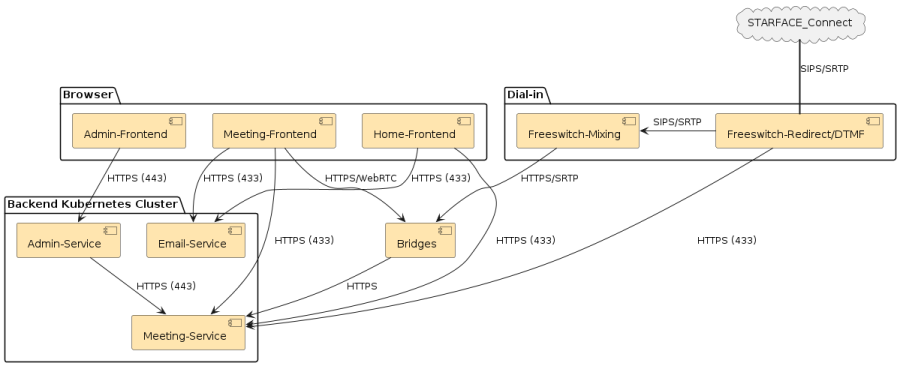 STARFACE_Connect
SIPS/SRTP
Browser
Dial-in
Admin-Frontend
Meeting-Frontend
Home-Frontend
Freeswitch-Mixing
SIPS/SRTP
Freeswitch-Redirect/DTMF
HTTPS (443)
HTTPS (433)
HTTPS/WebRTC
HTTPS (433)
HTTPS/SRTP
Backend Kubernetes Cluster
Admin-Service
Email-Service
Bridges
HTTPS (433)
HTTPS (433)
HTTPS (433)
HTTPS (443)
HTTPS
Meeting-Service